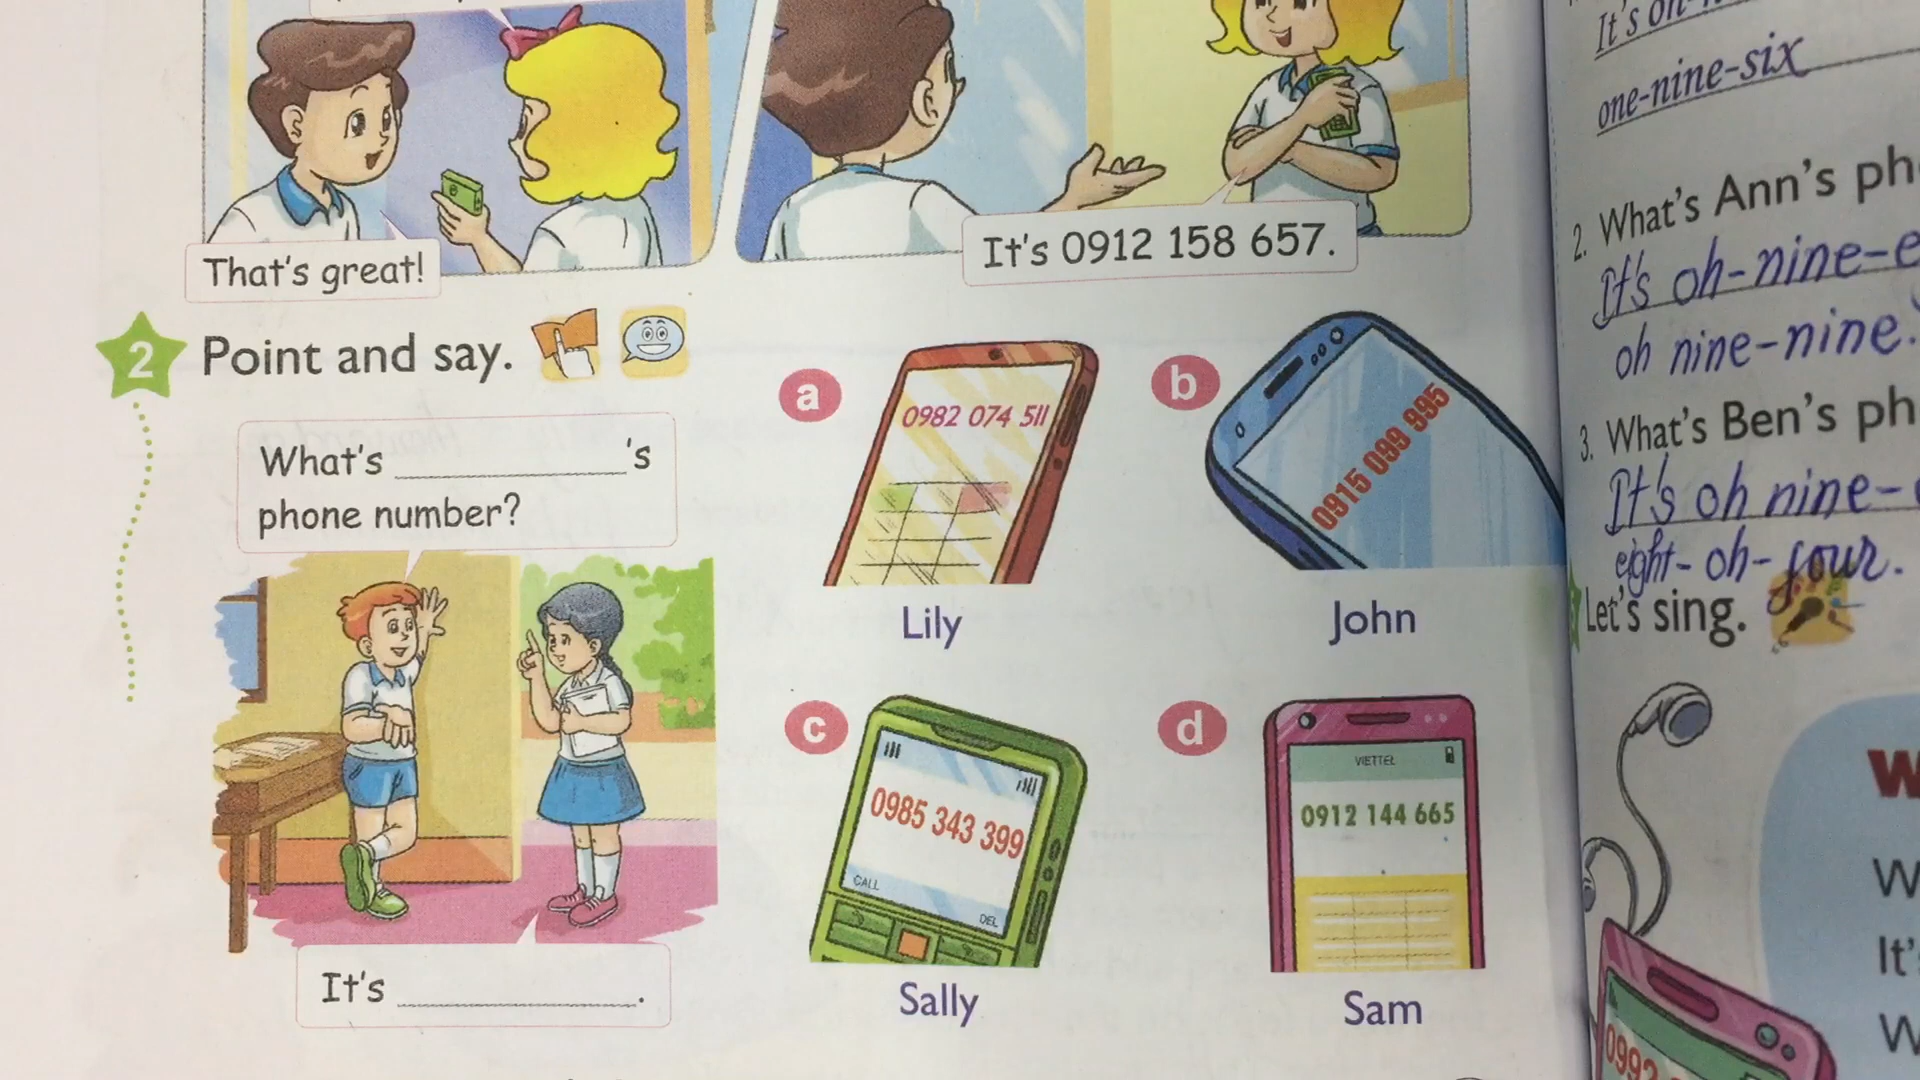 That's great!
It's 0912 158 657.
2 Point and say.
What's ____________'s
phone number?
It's ____________.
a
0982 074 511
Lily
b
0915 099 995
John
c
0985 343 399
CALL
DEL
Sally
d
VIETTEL
0912 144 665
Sam
It's
one-nine-six
2. What's Ann's
It's oh-nine-
oh nine-nine.
3. What's Ben's
It's oh nine-
eight-oh-four.
Let's sing.
It's